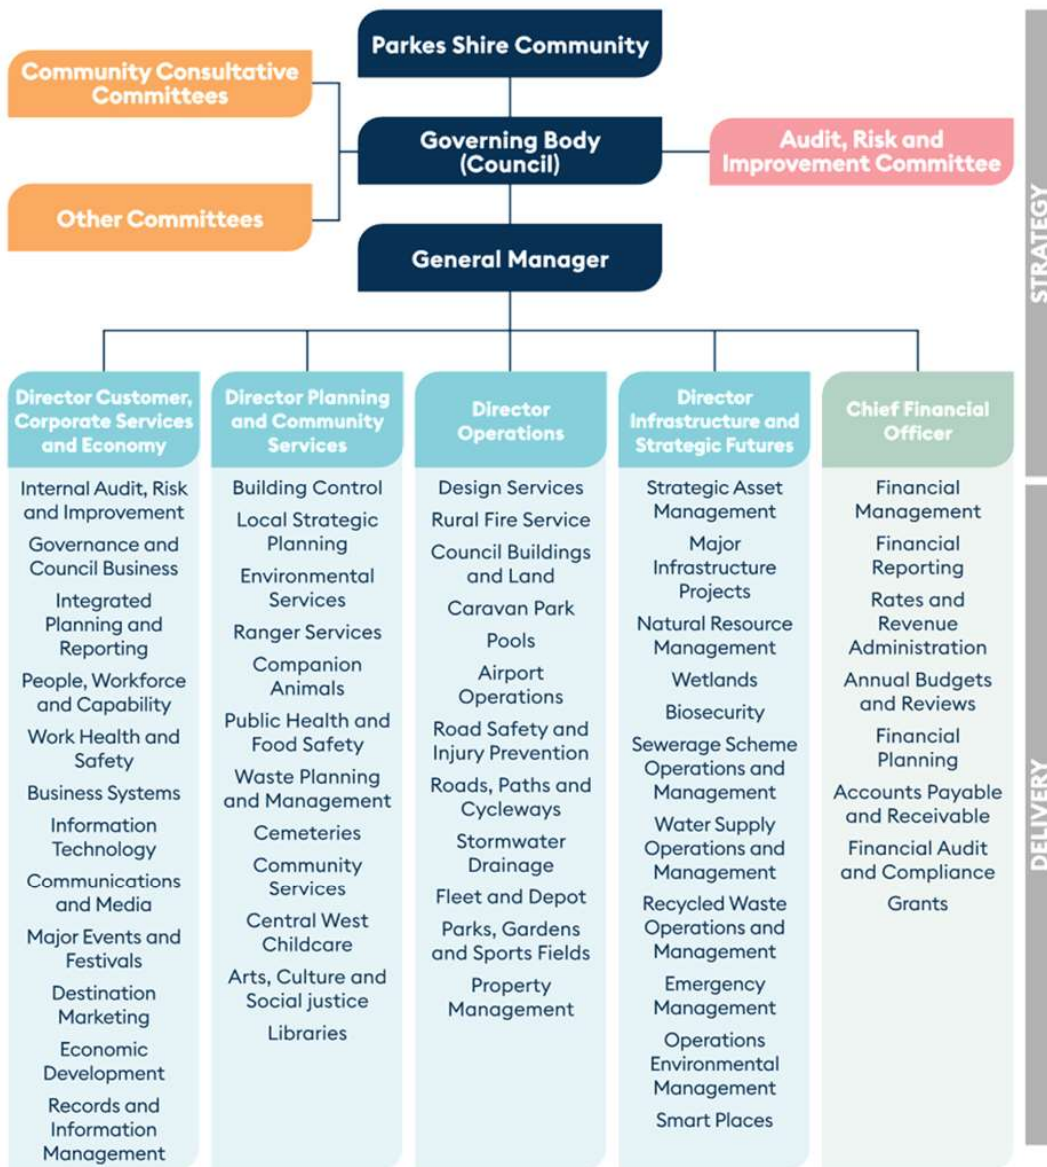 Parkes Shire Community
Community Consultative
Committees
Governing Body
(Council)
Audit, Risk and
Improvement Committee
Other Committees
General Manager
STRATEGY
Director Customer,
Corporate Services
and Economy
Internal Audit, Risk
and Improvement
Governance and
Council Business
Integrated
Planning and
Reporting
People, Workforce
and Capability
Work Health and
Safety
Business Systems
Information
Technology
Communications
and Media
Major Events and
Festivals
Destination
Marketing
Economic
Development
Records and
Information
Management
Director Planning
and Community
Services
Building Control
Local Strategic
Planning
Environmental
Services
Ranger Services
Companion
Animals
Public Health and
Food Safety
Waste Planning
and Management
Cemeteries
Community
Services
Central West
Childcare
Arts, Culture and
Social justice
Libraries
Director
Operations
Design Services
Rural Fire Service
Council Buildings
and Land
Caravan Park
Pools
Airport
Operations
Road Safety and
Injury Prevention
Roads, Paths and
Cycleways
Stormwater
Drainage
Fleet and Depot
Parks, Gardens
and Sports Fields
Property
Management
Director
Infrastructure and
Strategic Futures
Strategic Asset
Management
Major
Infrastructure
Projects
Natural Resource
Management
Wetlands
Biosecurity
Sewerage Scheme
Operations and
Management
Water Supply
Operations and
Management
Recycled Waste
Operations and
Management
Emergency
Management
Operations
Environmental
Management
Smart Places
Chief Financial
Officer
Financial
Management
Financial
Reporting
Rates and
Revenue
Administration
Annual Budgets
and Reviews
Financial
Planning
Accounts Payable
and Receivable
Financial Audit
and Compliance
Grants
DELIVERY